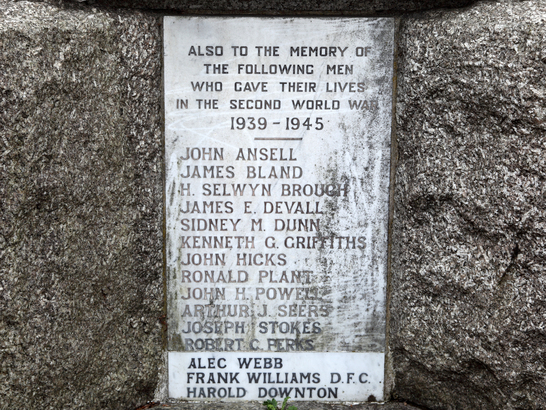 ALSO TO THE MEMORY OF
THE FOLLOWING MEN
WHO GAVE THEIR LIVES
IN THE SECOND WORLD WAR
1939-1945
JOHN ANSELL
JAMES BLAND
H. SELWYN BROUGH
JAMES E. DEVALL
SIDNEY M. DUNN
KENNETH G. GRIFFITHS
JOHN HICKS
RONALD PLANT
JOHN H. POWELL
ARTHUR J. SEERS
JOSEPH STOKES
ROBERT C. PERKS
ALEC WEBB
FRANK WILLIAMS D.F.C.
HAROLD DOWNTON